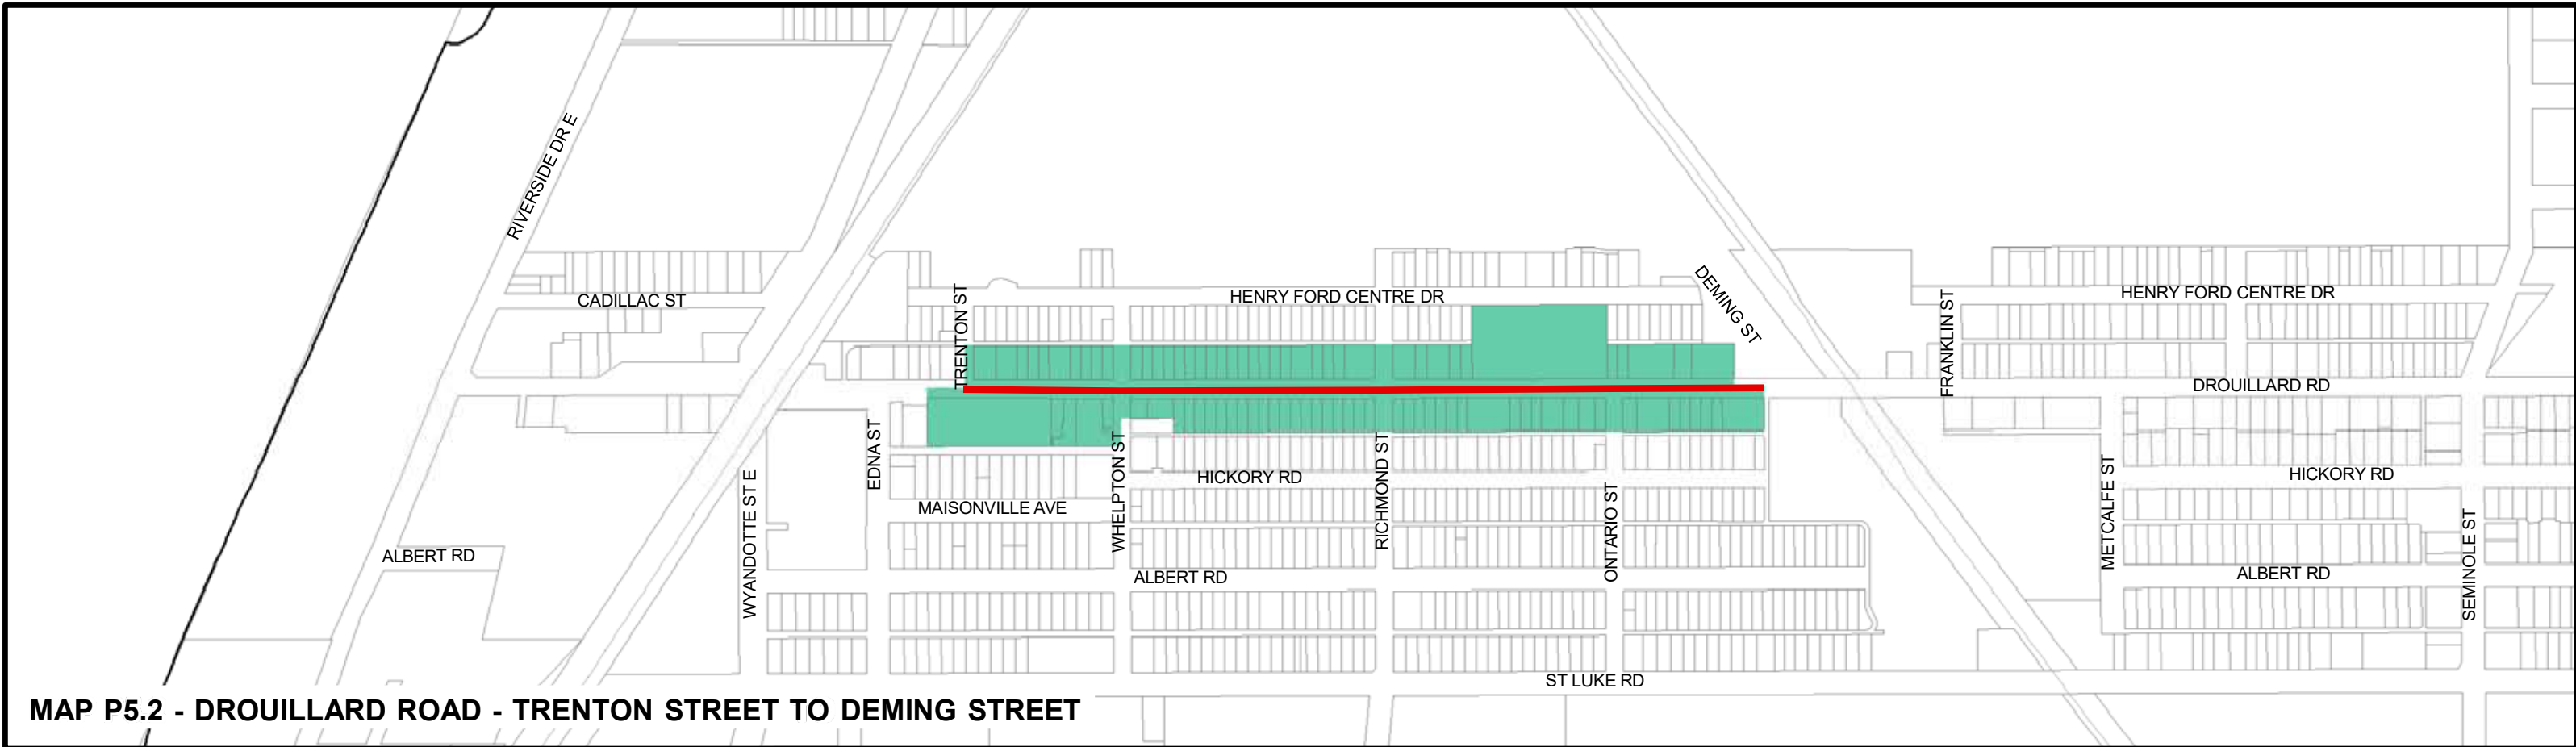 RIVERSIDE DR E
CADILLAC ST
TRENTON ST
HENRY FORD CENTRE DR
DEMING ST
FRANKLIN ST
HENRY FORD CENTRE DR
DROUILLARD RD
EDNA ST
WYANDOTTE ST E
WHELPTON ST
HICKORY RD
RICHMOND ST
ONTARIO ST
METCALFE ST
HICKORY RD
SEMINOLE ST
MAISONVILLE AVE
ALBERT RD
ALBERT RD
ALBERT RD
ST LUKE RD
MAP P5.2 - DROUILLARD ROAD - TRENTON STREET TO DEMING STREET